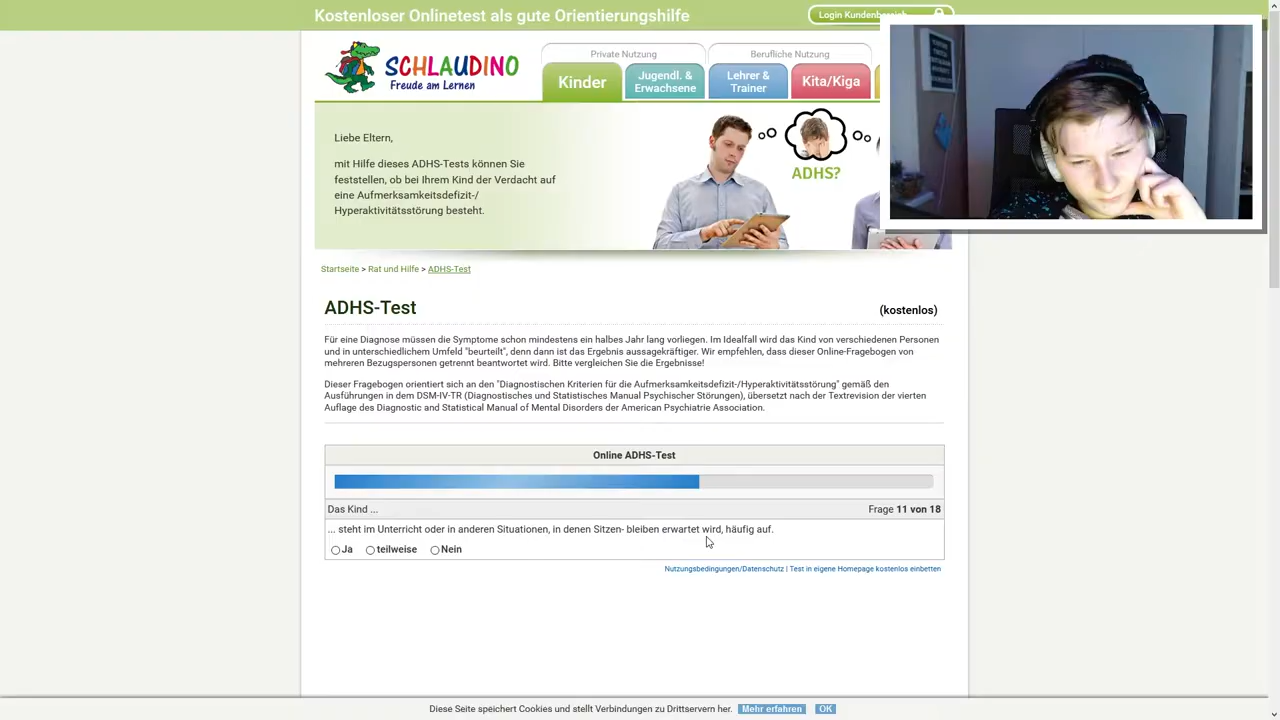 Kostenloser Onlinetest als gute Orientierungshilfe
Login Kundenbereich
SCHLAUDINO
Freude am Lernen
Private Nutzung
Berufliche Nutzung
Kinder
Jugendl. &
Erwachsene
Lehrer &
Trainer
Kita/Kiga
Liebe Eltern,
mit Hilfe dieses ADHS-Tests können Sie
feststellen, ob bei Ihrem Kind der Verdacht auf
eine Aufmerksamkeitsdefizit-/
Hyperaktivitätsstörung besteht.
ADHS?
Startseite > Rat und Hilfe > ADHS-Test
ADHS-Test
(kostenlos)
Für eine Diagnose müssen die Symptome schon mindestens ein halbes Jahr lang vorliegen. Im Idealfall wird das Kind von verschiedenen Personen
und in unterschiedlichem Umfeld "beurteilt", denn dann ist das Ergebnis aussagekräftiger. Wir empfehlen, dass dieser Online-Fragebogen von
mehreren Bezugspersonen getrennt beantwortet wird. Bitte vergleichen Sie die Ergebnisse!
Dieser Fragebogen orientiert sich an den "Diagnostischen Kriterien für die Aufmerksamkeitsdefizit-/Hyperaktivitätsstörung" gemäß den
Ausführungen in dem DSM-IV-TR (Diagnostisches und Statistisches Manual Psychischer Störungen), übersetzt nach der Textrevision der vierten
Auflage des Diagnostic and Statistical Manual of Mental Disorders der American Psychiatrie Association.
Online ADHS-Test
Das Kind ...
Frage 11 von 18
... steht im Unterricht oder in anderen Situationen, in denen Sitzen- bleiben erwartet wird, häufig auf.
Ja teilweise Nein
Nutzungsbedingungen/Datenschutz | Test in eigene Homepage kostenlos einbetten
Diese Seite speichert Cookies und stellt Verbindungen zu Drittservern her. Mehr erfahren OK